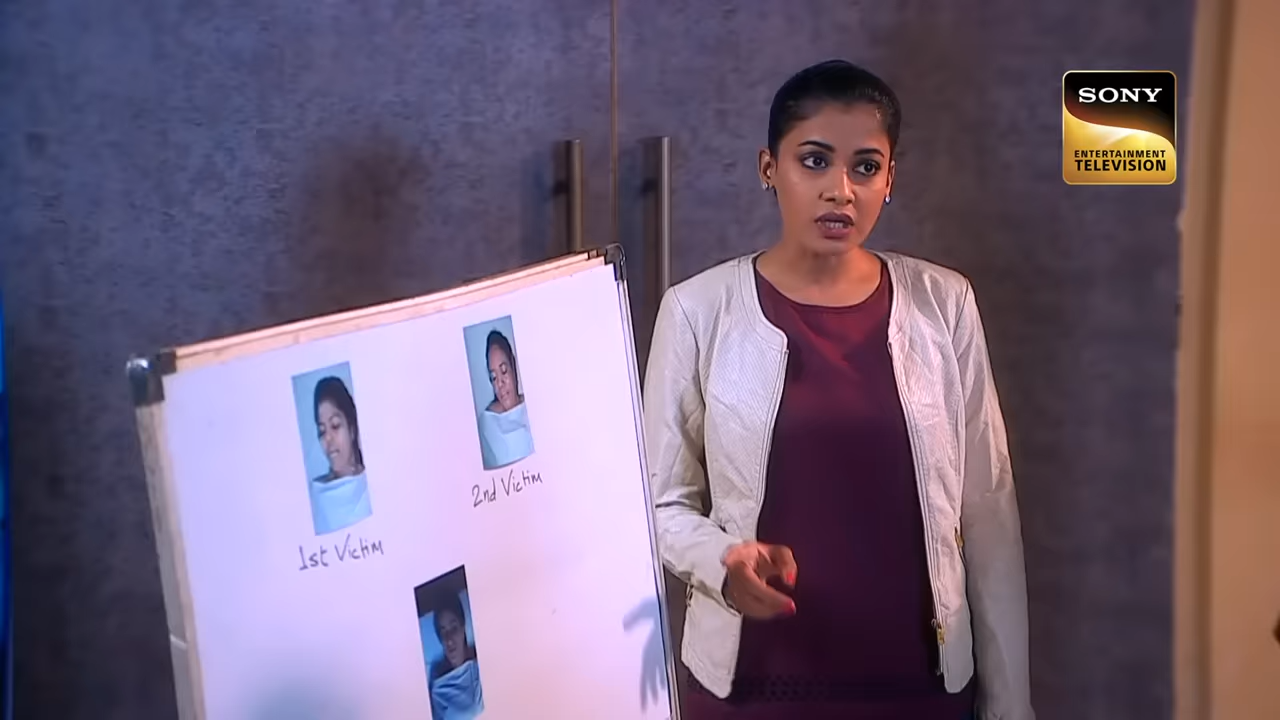 SONY
ENTERTAINMENT
TELEVISION
2nd Victim
1st Victim